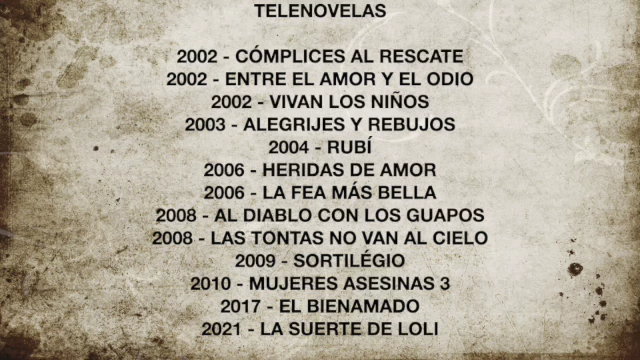 TELENOVELAS
2002 - CÓMPLICES AL RESCATE
2002 - ENTRE EL AMOR Y EL ODIO
2002 - VIVAN LOS NIÑOS
2003 - ALEGRIJES Y REBUJOS
2004 - RUBÍ
2006 - HERIDAS DE AMOR
2006 - LA FEA MÁS BELLA
2008 - AL DIABLO CON LOS GUAPOS
2008 - LAS TONTAS NO VAN AL CIELO
2009 - SORTILÉGIO
2010 - MUJERES ASESINAS 3
2017 - EL BIENAMADO
2021 - LA SUERTE DE LOLI